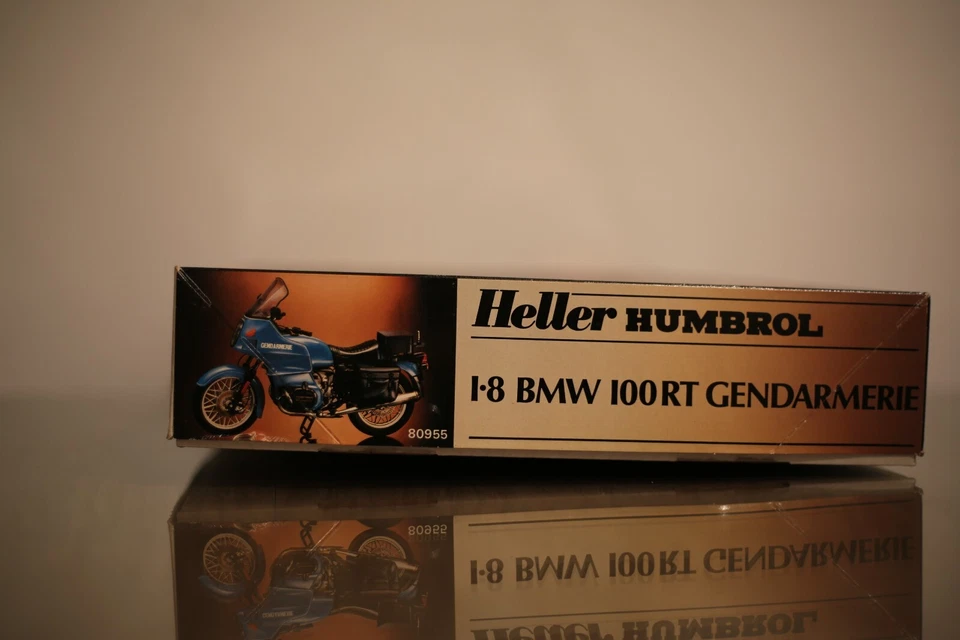 Heller HUMBROL
1·8 BMW 100RT GENDARMERIE
GENDARMERIE
80955